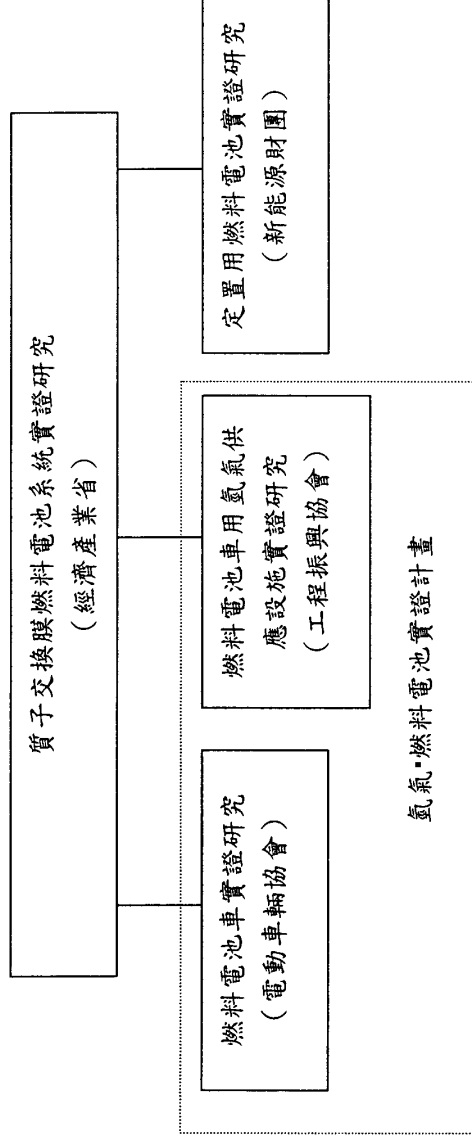 質子交換膜燃料電池系統實證研究
(經濟產業省)
燃料電池車實證研究
(電動車輛協會)
燃料電池車用氫氣供
應設施實證研究
(工程振興協會)
定置用燃料電池實證研究
(新能源財團)
氫氣▪燃料電池實證計畫